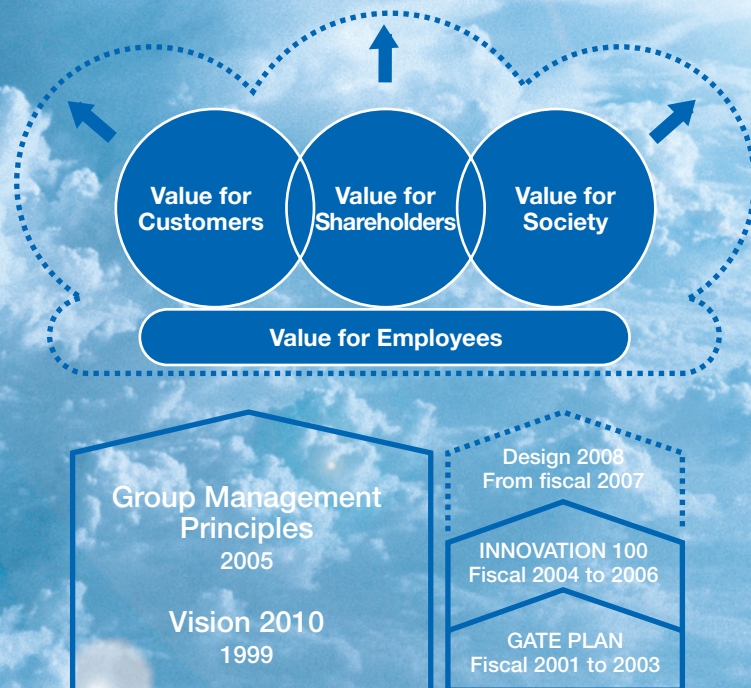 Value for
Customers
Value for
Shareholders
Value for
Society
Value for Employees
Group Management
Principles
2005
Vision 2010
1999
Design 2008
From fiscal 2007
INNOVATION 100
Fiscal 2004 to 2006
GATE PLAN
Fiscal 2001 to 2003